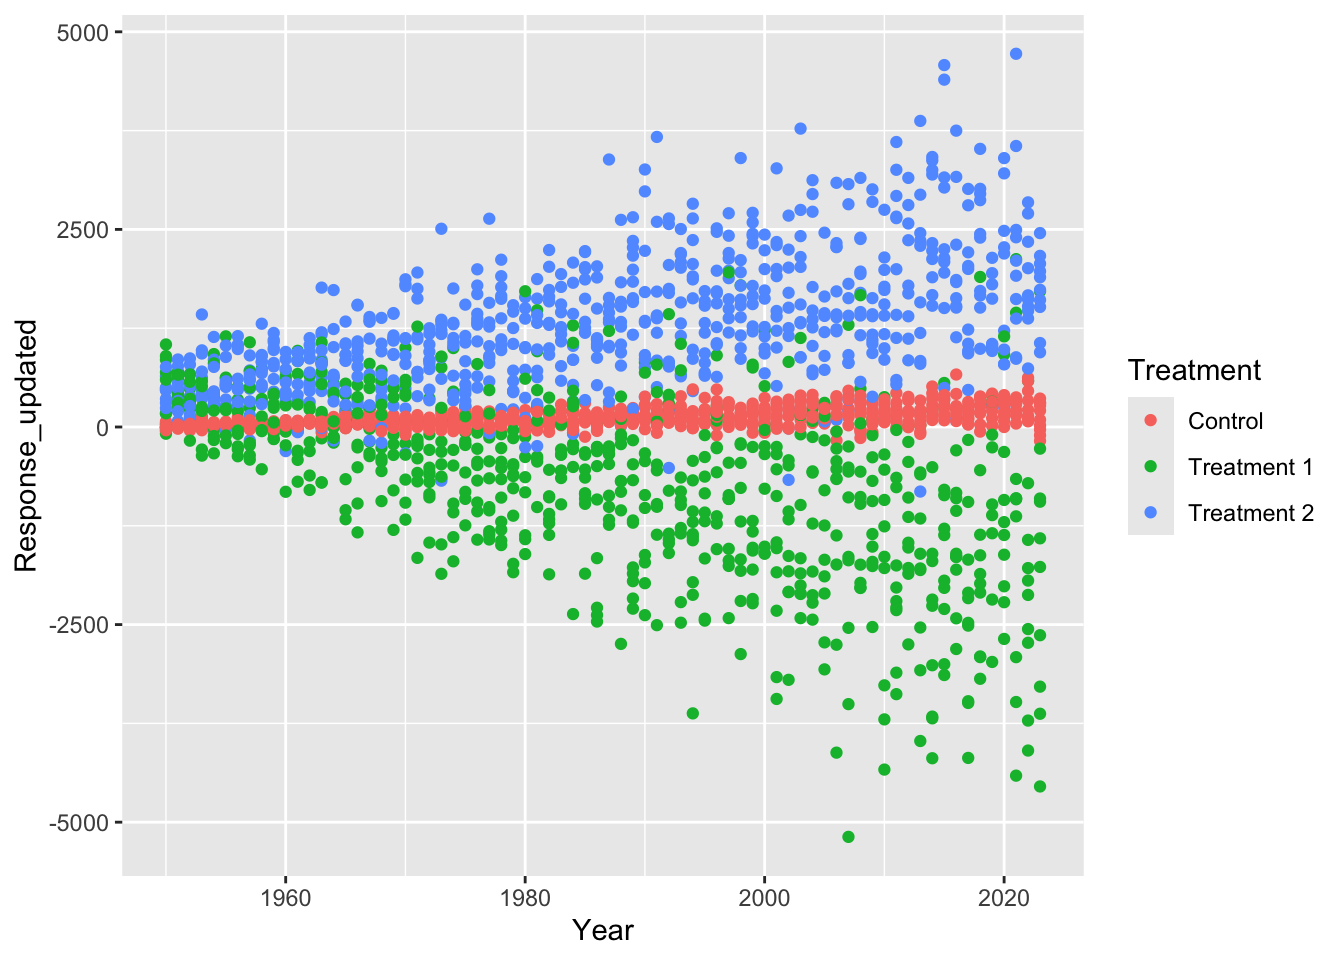 5000
2500
0
-2500
-5000
Response_updated
1960
1980
2000
2020
Year
Treatment
Control
Treatment 1
Treatment 2